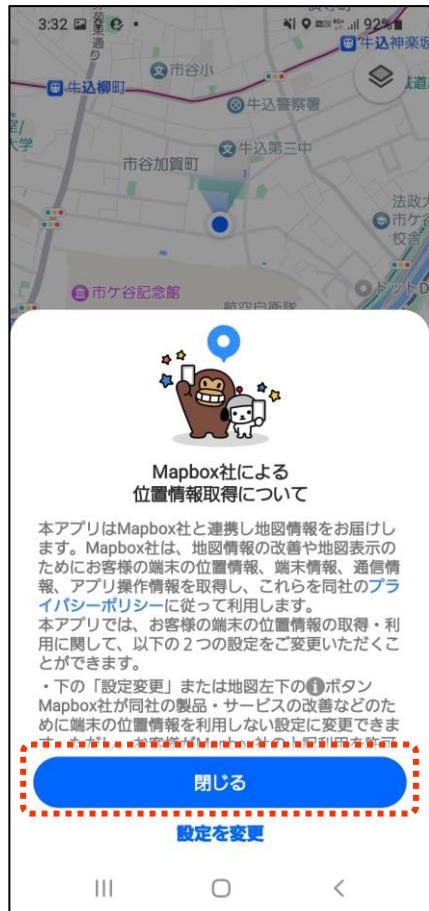 3:32
92%
牛込神楽坂
市谷小
牛込柳町
牛込警察署
牛込第三中
市谷加賀町
市ケ谷記念館
Mapbox社による
位置情報取得について
本アプリはMapbox社と連携し地図情報をお届けし
ます。Mapbox社は、地図情報の改善や地図表示の
ためにお客様の端末の位置情報、端末情報、通信情
報、アプリ操作情報を取得し、これらを同社のプラ
イバシーポリシーに従って利用します。
本アプリでは、お客様の端末の位置情報の取得・利
用に関して、以下の２つの設定をご変更いただくこ
とができます。
・下の「設定変更」または地図左下のiボタン
Mapbox社が同社の製品・サービスの改善などのた
めに端末の位置情報を利用しない設定に変更できま
閉じる
設定を変更